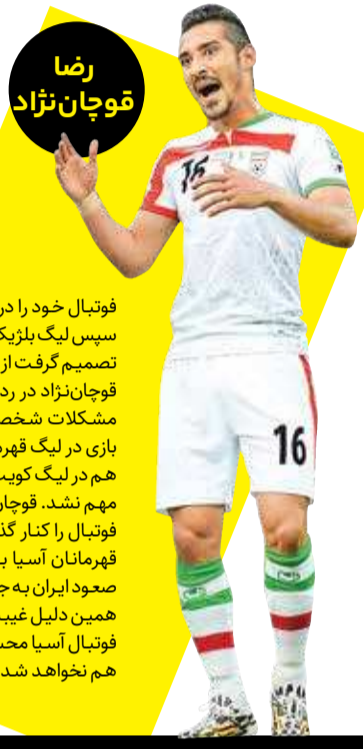 رضا
قوچان‌نژاد
16
16
فوتبال خود را در
سپس لیگ بلژیک
تصمیم گرفت از
قوچان‌نژاد در رد
مشکلات شخص
بازی در لیگ قهر
هم در لیگ کویت
مهم نشد. قوچان
فوتبال را کنار گذ
قهرمانان آسیا ب
صعود ایران به ج
همین دلیل غیب
فوتبال آسیا محس
هم نخواهد شد